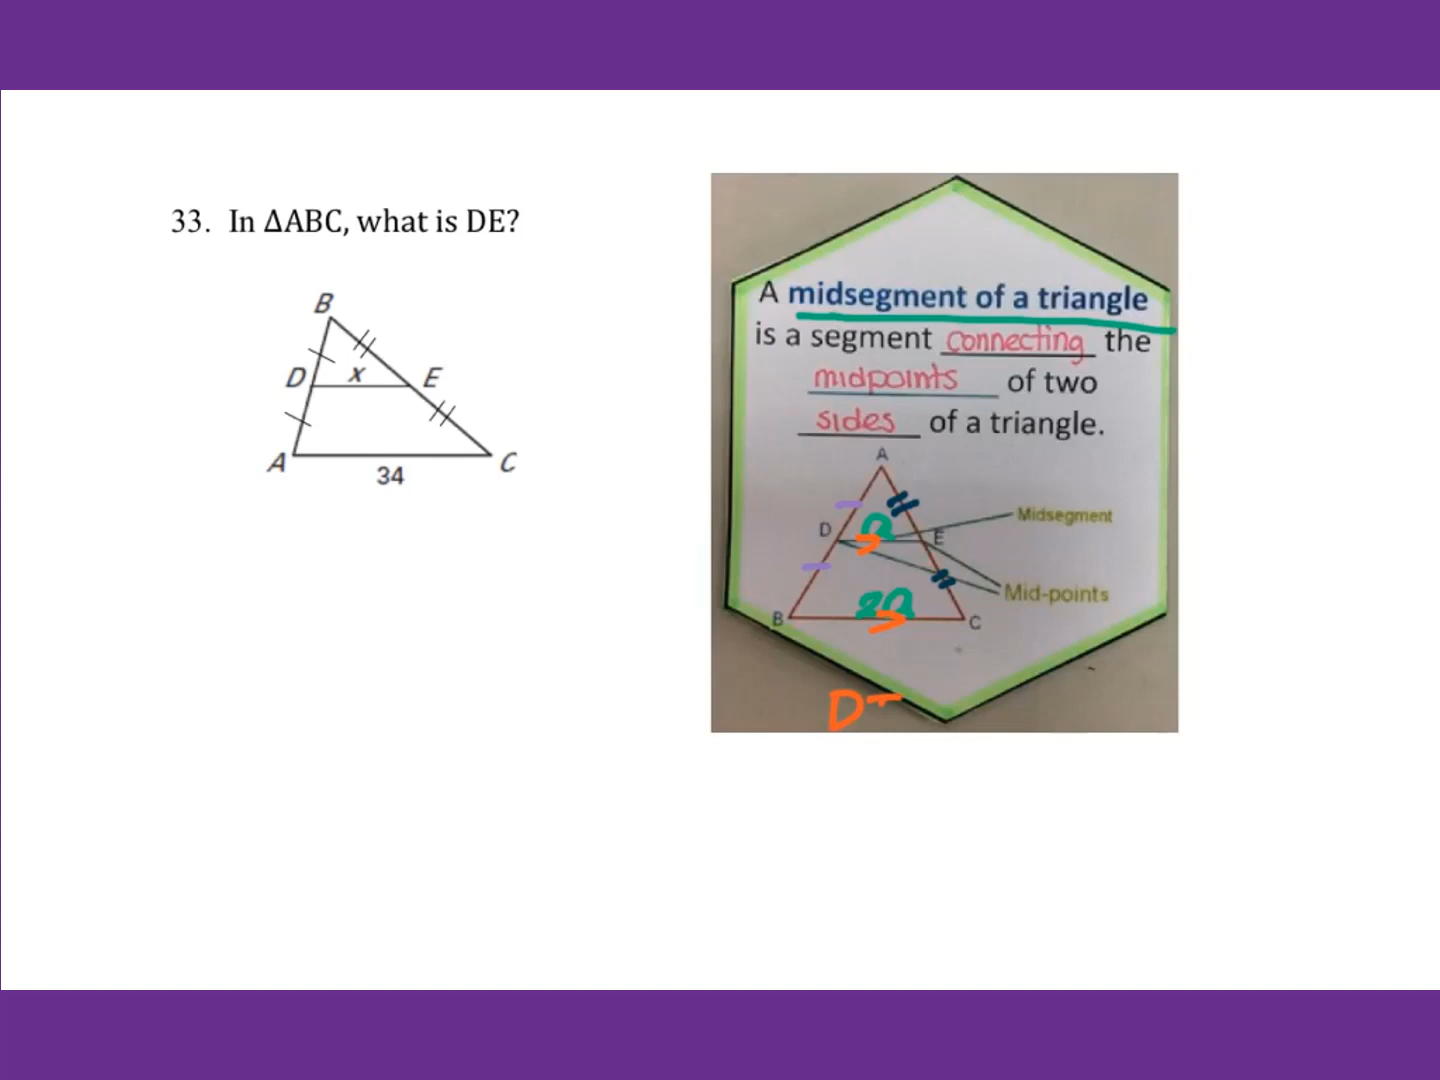 33. In ΔABC, what is DE?
B
D
x
E
A
34
C
A midsegment of a triangle
is a segment connecting the
midpoints of two
sides of a triangle.
A
Midsegment
D
E
Mid-points
B
C